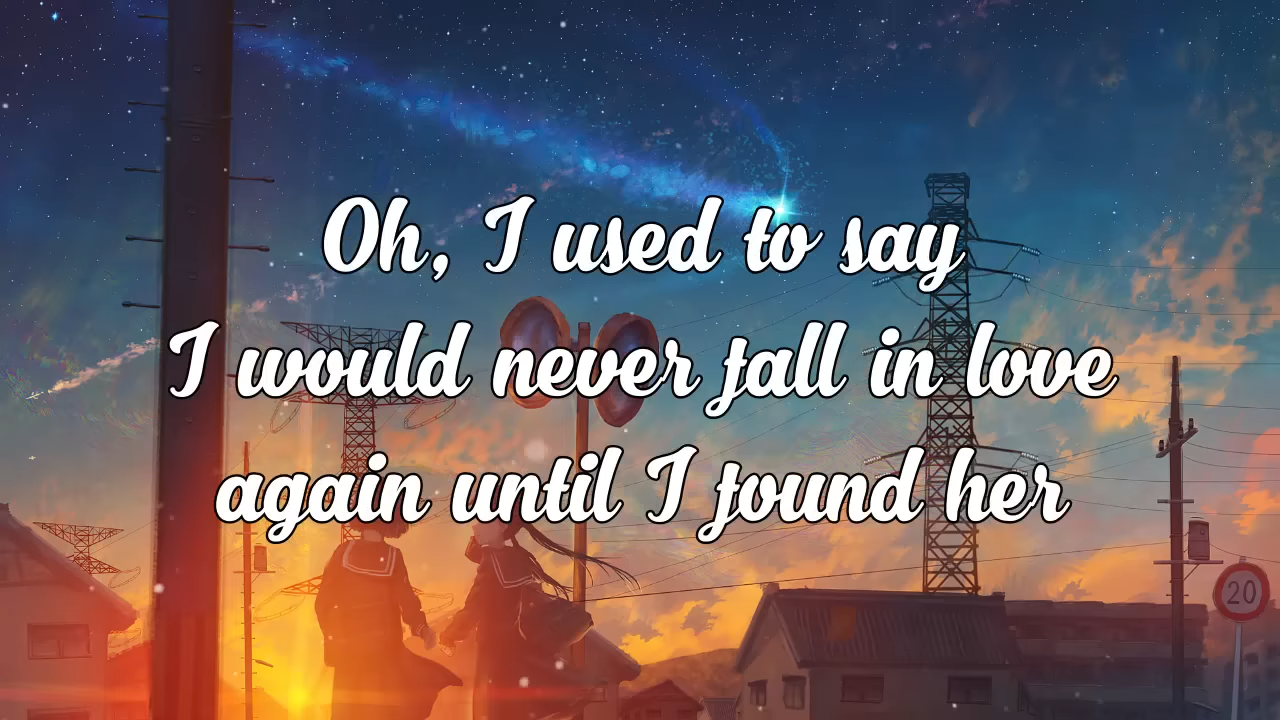 Oh, I used to say
I would never fall in love
again until I found her
20